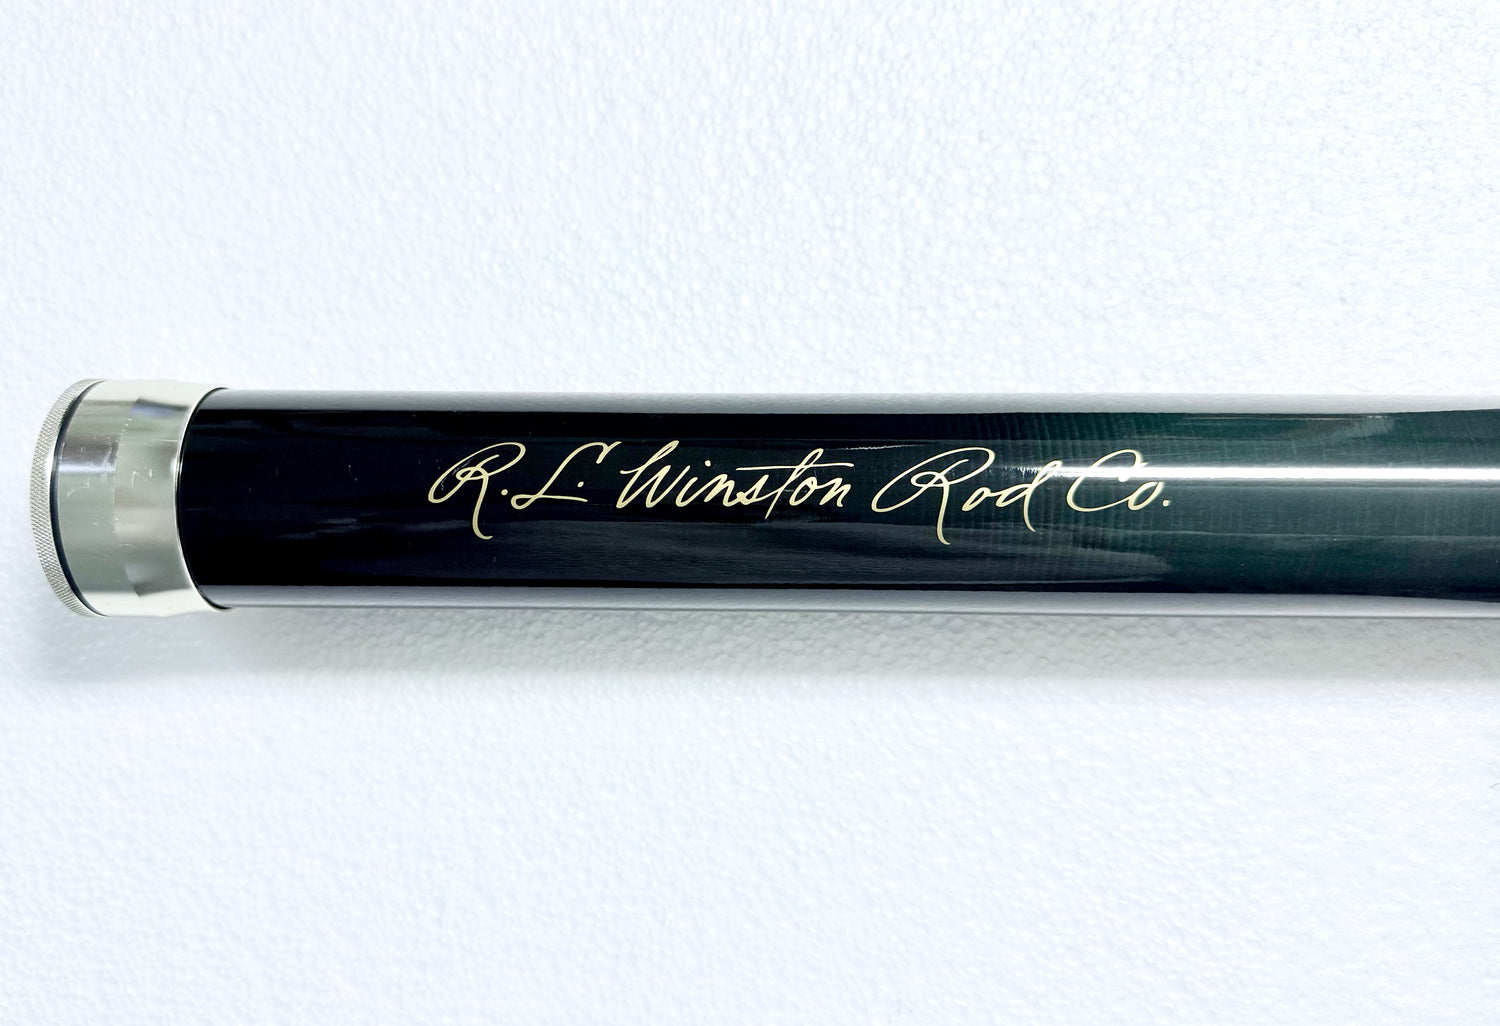 R. L. Winston Rod Co.